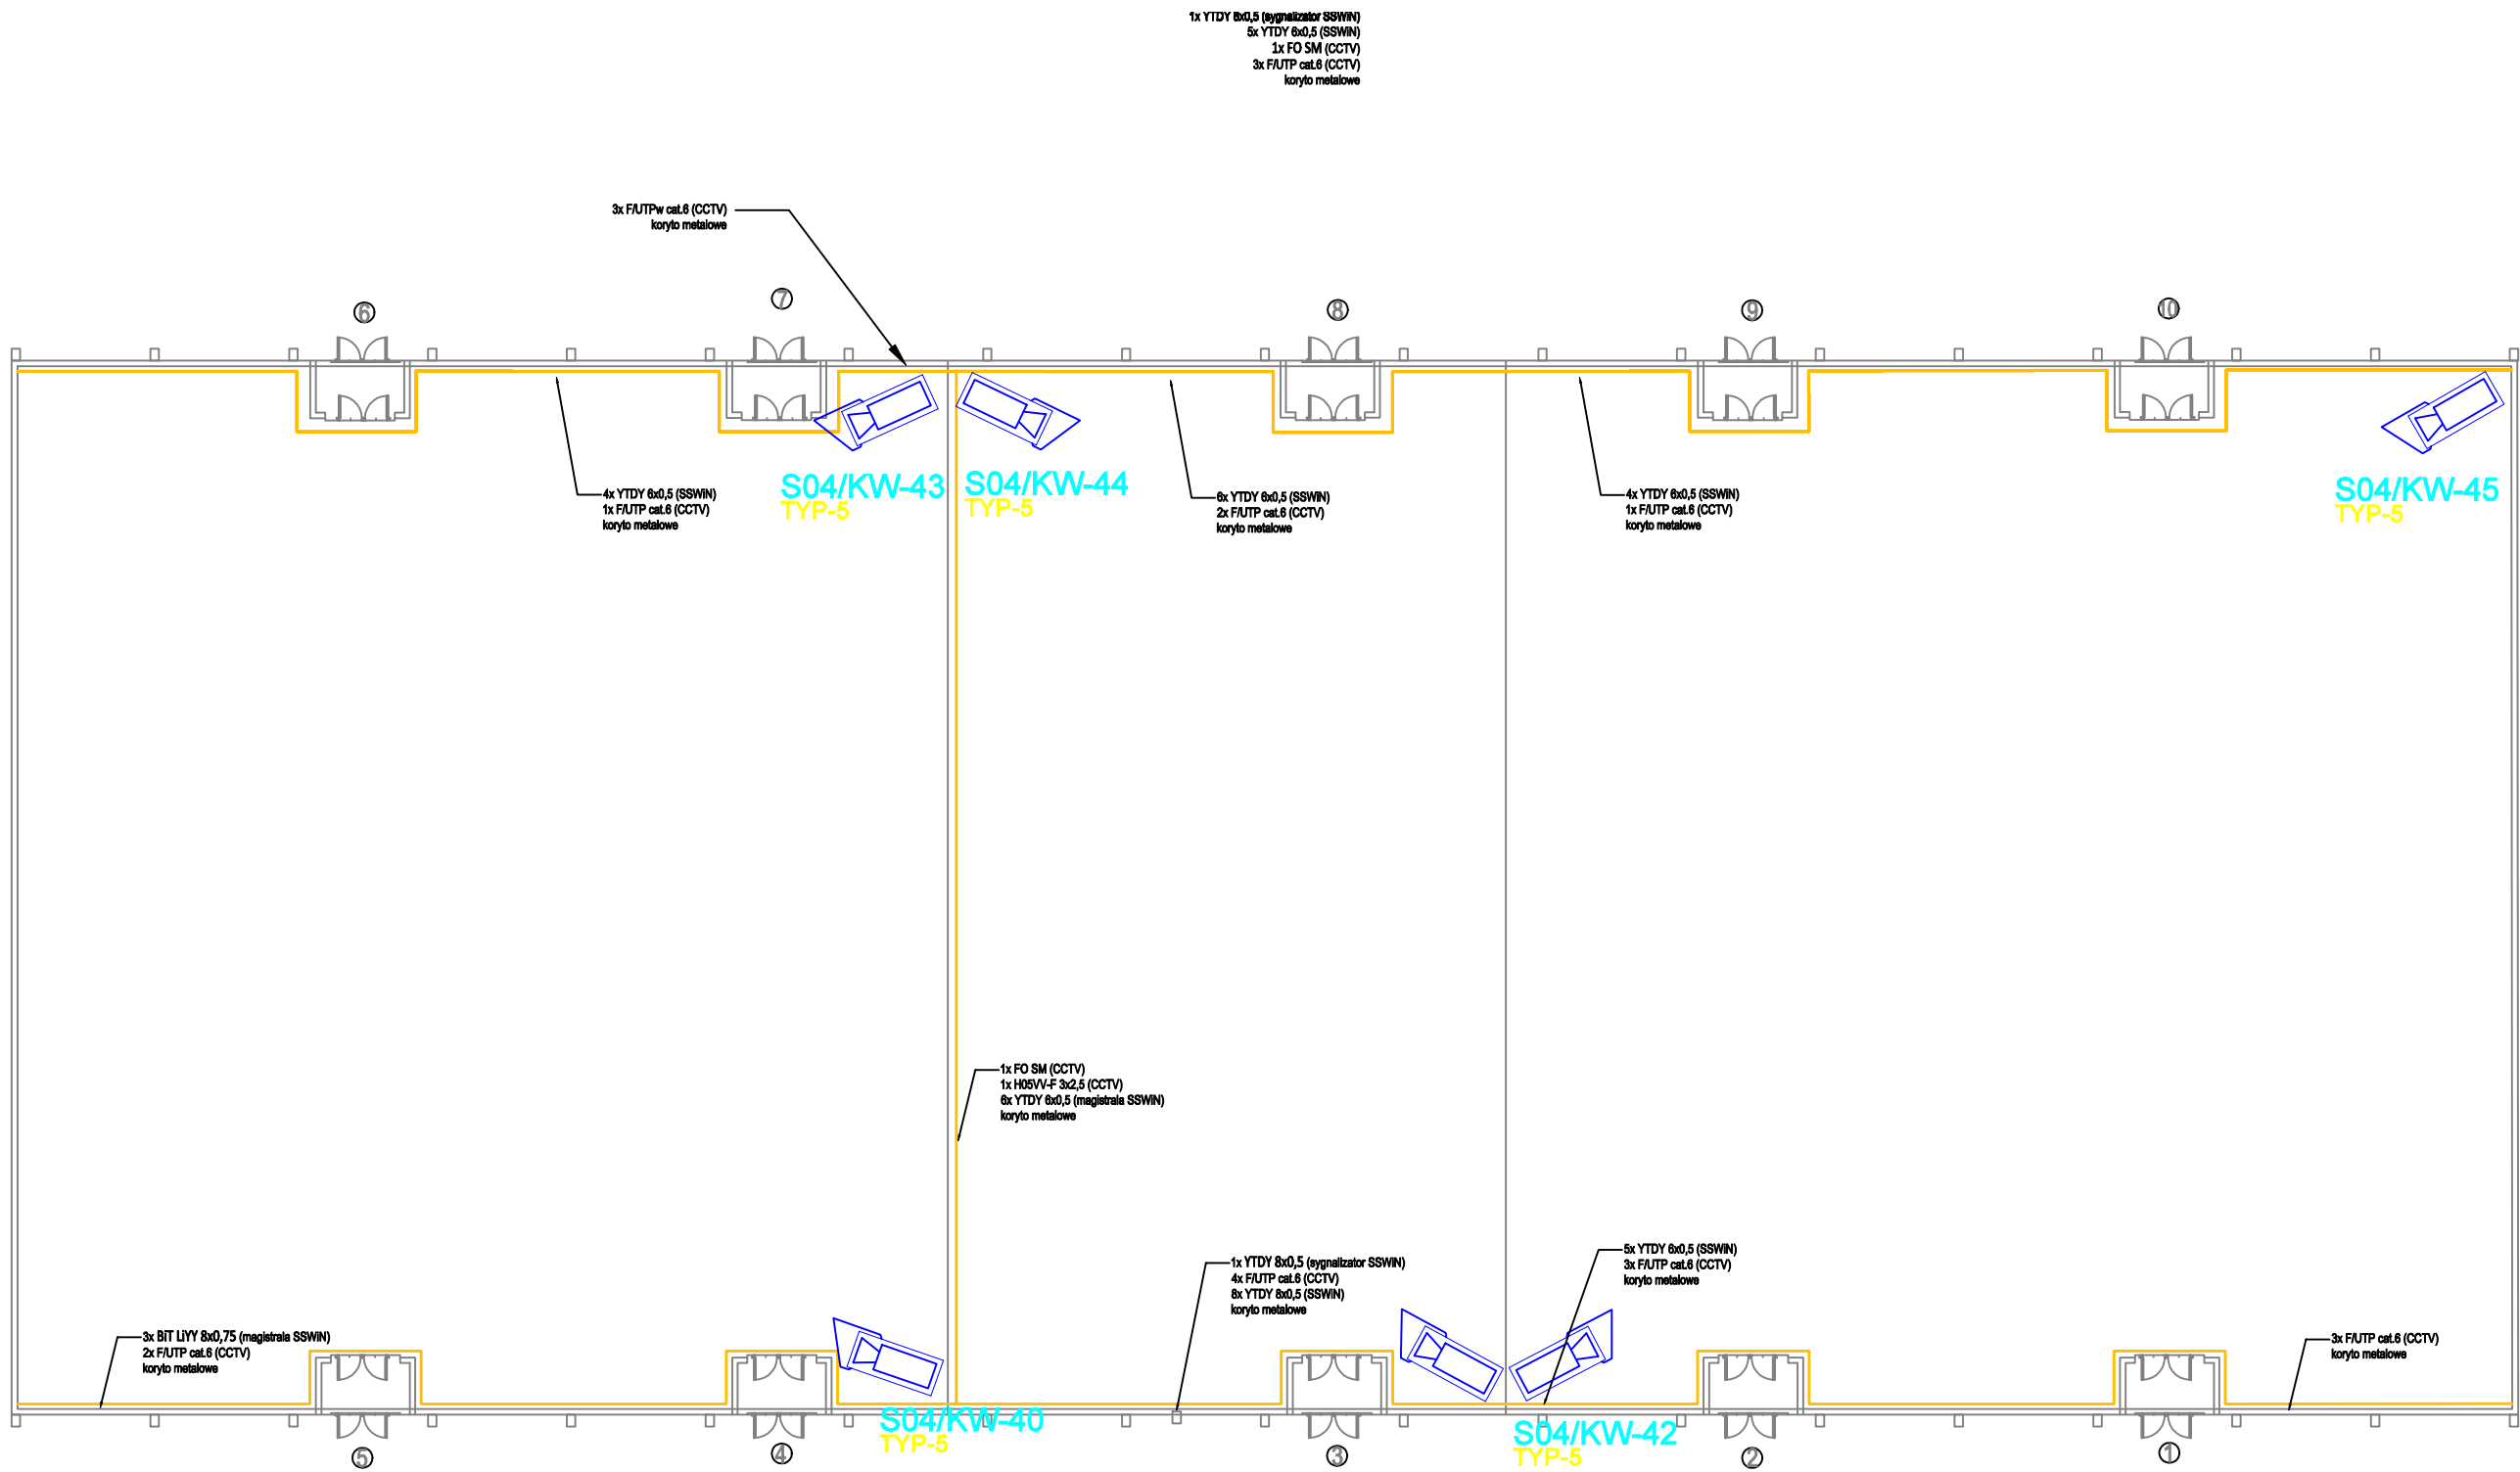 1x YTDY 8x0,5 (sygnalizator SSWiN)
5x YTDY 6x0,5 (SSWiN)
1x FO SM (CCTV)
3x F/UTP cat.6 (CCTV)
koryto metalowe
3x F/UTPw cat.6 (CCTV)
koryto metalowe
6
7
8
9
10
4x YTDY 6x0,5 (SSWiN)
1x F/UTP cat.6 (CCTV)
koryto metalowe
S04/KW-43
TYP-5
S04/KW-44
TYP-5
6x YTDY 6x0,5 (SSWiN)
2x F/UTP cat.6 (CCTV)
koryto metalowe
4x YTDY 6x0,5 (SSWiN)
1x F/UTP cat.6 (CCTV)
koryto metalowe
S04/KW-45
TYP-5
1x FO SM (CCTV)
1x H05VV-F 3x2,5 (CCTV)
6x YTDY 6x0,5 (magistrala SSWiN)
koryto metalowe
3x BiT LiYY 8x0,75 (magistrala SSWiN)
2x F/UTP cat.6 (CCTV)
koryto metalowe
1x YTDY 8x0,5 (sygnalizator SSWiN)
4x F/UTP cat.6 (CCTV)
8x YTDY 8x0,5 (SSWiN)
koryto metalowe
5x YTDY 6x0,5 (SSWiN)
3x F/UTP cat.6 (CCTV)
koryto metalowe
3x F/UTP cat.6 (CCTV)
koryto metalowe
S04/KW-40
TYP-5
S04/KW-42
TYP-5
5
4
3
2
1